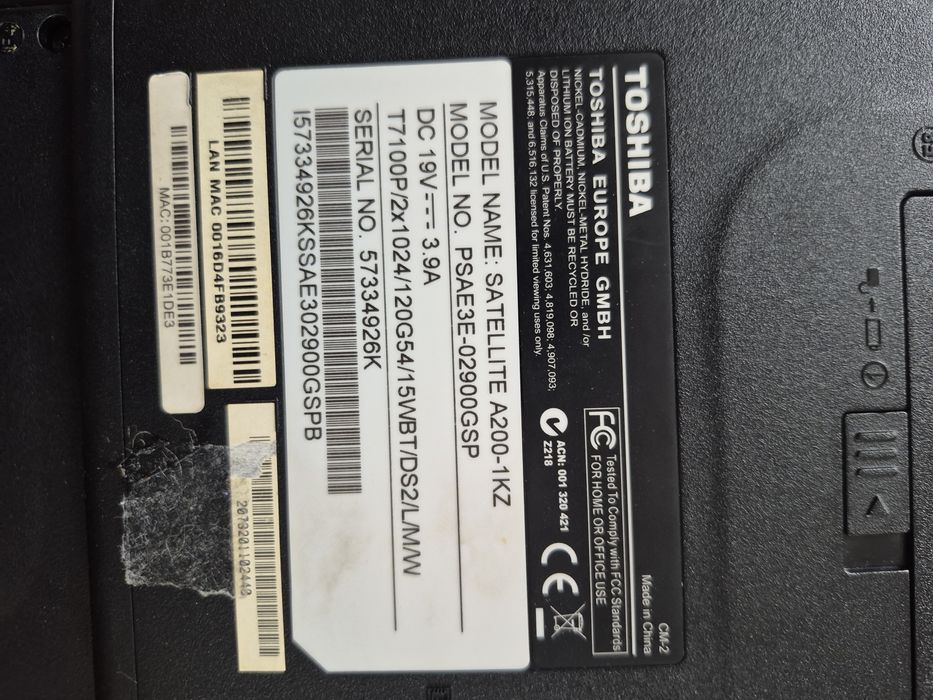 CM-2
TOSHIBA
Made in China
TOSHIBA EUROPE GMBH
NICKEL-CADMIUM, NICKEL-METAL HYDRIDE, and /or
LITHIUM ION BATTERY MUST BE RECYCLED OR
DISPOSED OF PROPERLY.
Apparatus Claims of U.S. Patent Nos. 4,631,603; 4,819,098; 4,907,093;
5,315,448; and 6,516,132 licensed for limited viewing uses only.
FC Tested To Comply with FCC Standards
FOR HOME OR OFFICE USE
ACN: 001 320 421
Z218
CE
MODEL NAME: SATELLITE A200-1KZ
MODEL NO. PSAE3E-02900GSP
DC 19V 3.9A
T7100P/2x1024/120G54/15WBT/DS2/L/M/W
SERIAL NO. 57334926K
I57334926KSSAE302900GSPB
LAN MAC 0016D4FB9323
MAC: 001B773E1DE3
2073201102448